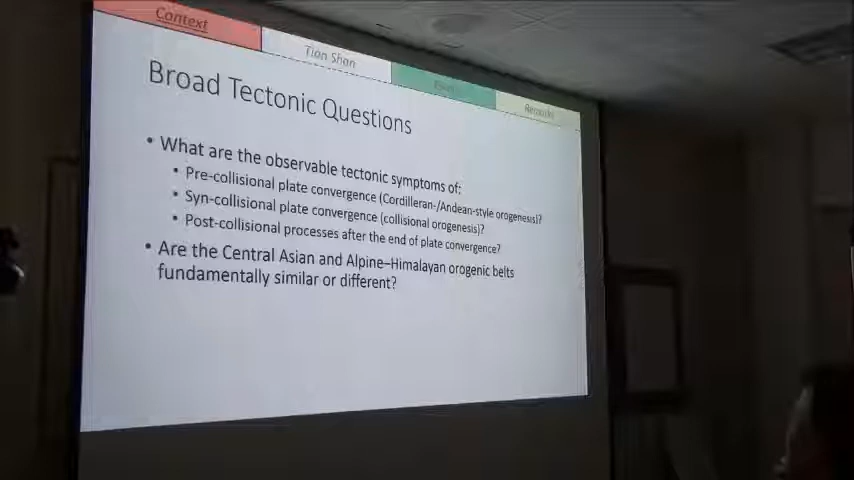 Context
Tian Shan
Remarks
Broad Tectonic Questions
• What are the observable tectonic symptoms of:
• Pre-collisional plate convergence (Cordilleran-/Andean-style orogenesis)?
• Syn-collisional plate convergence (collisional orogenesis)?
• Post-collisional processes after the end of plate convergence?
• Are the Central Asian and Alpine–Himalayan orogenic belts
fundamentally similar or different?